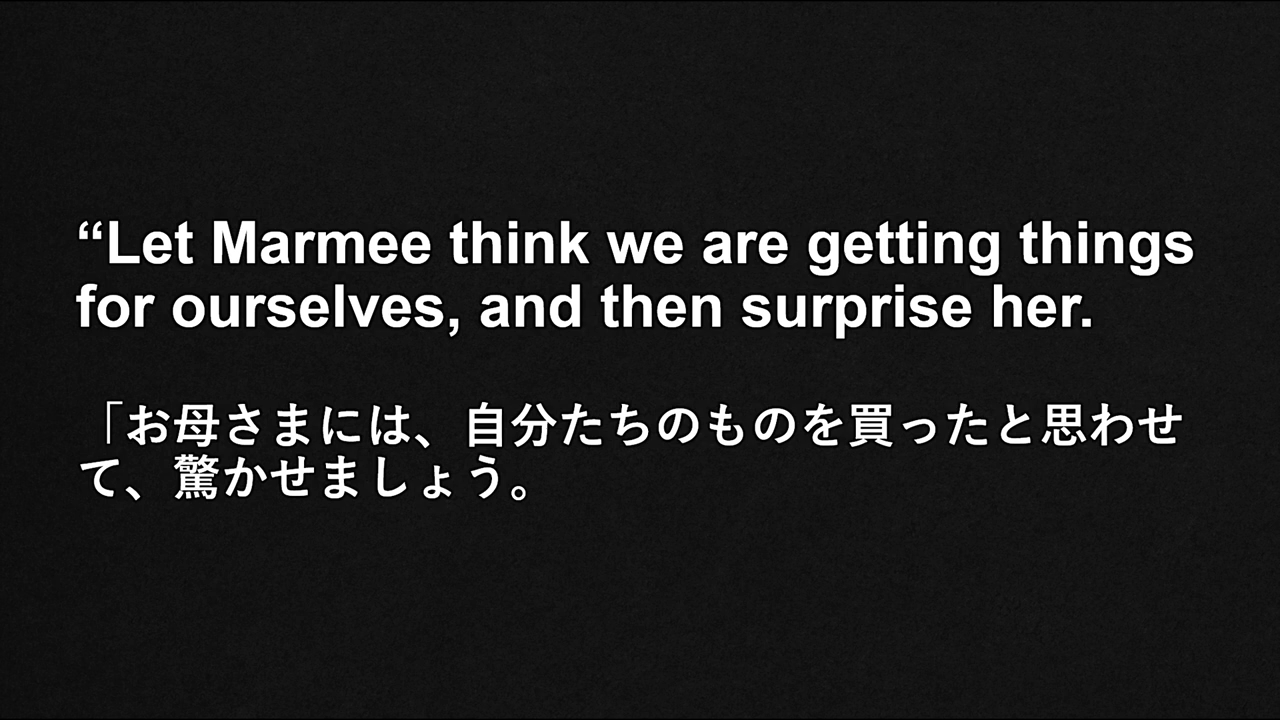 “Let Marmee think we are getting things
for ourselves, and then surprise her.
「お母さまには、自分たちのものを買ったと思わせ
て、驚かせましょう。